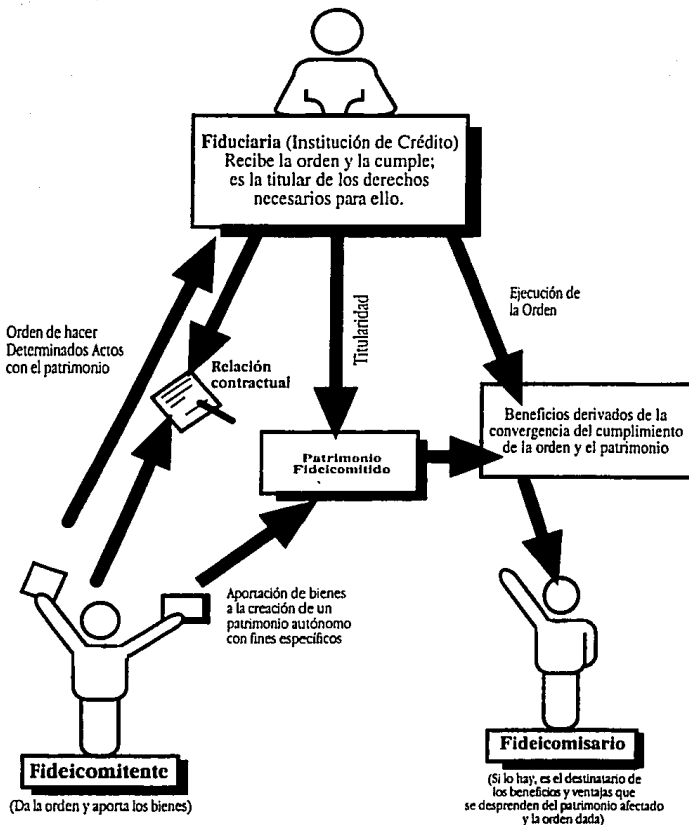 Fiduciaria (Institución de Crédito)
Recibe la orden y la cumple;
es la titular de los derechos
necesarios para ello.
Orden de hacer
Determinados Actos
con el patrimonio
Relación
contractual
Titularidad
Ejecución de
la Orden
Patrimonio
Fideicomitido
Beneficios derivados de la
convergencia del cumplimiento
de la orden y el patrimonio
Aportación de bienes
a la creación de un
patrimonio autónomo
con fines específicos
Fideicomitente
(Da la orden y aporta los bienes)
Fideicomisario
(Si lo hay, es el destinatario de
los beneficios y ventajas que
se desprenden del patrimonio afectado
y la orden dada)